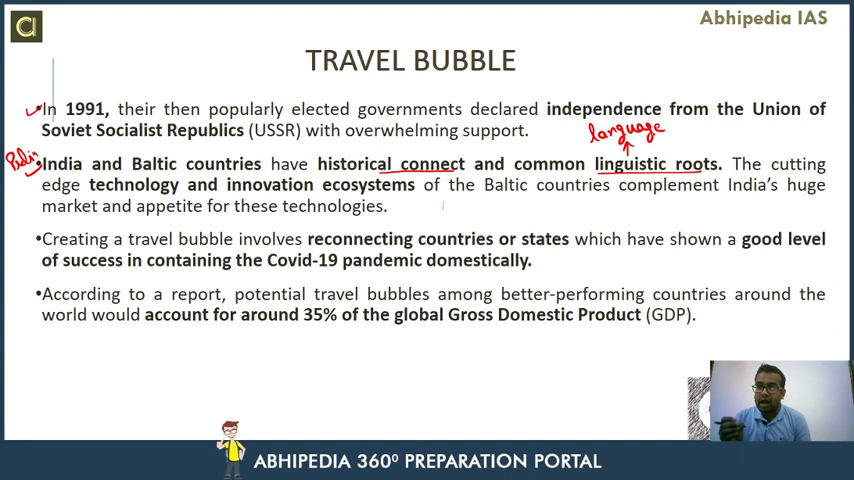 Abhipedia IAS
TRAVEL BUBBLE
•In 1991, their then popularly elected governments declared independence from the Union of
Soviet Socialist Republics (USSR) with overwhelming support.
language
•India and Baltic countries have historical connect and common linguistic roots. The cutting
edge technology and innovation ecosystems of the Baltic countries complement India's huge
market and appetite for these technologies.
•Creating a travel bubble involves reconnecting countries or states which have shown a good level
of success in containing the Covid-19 pandemic domestically.
•According to a report, potential travel bubbles among better-performing countries around the
world would account for around 35% of the global Gross Domestic Product (GDP).
ABHIPEDIA 360⁰ PREPARATION PORTAL